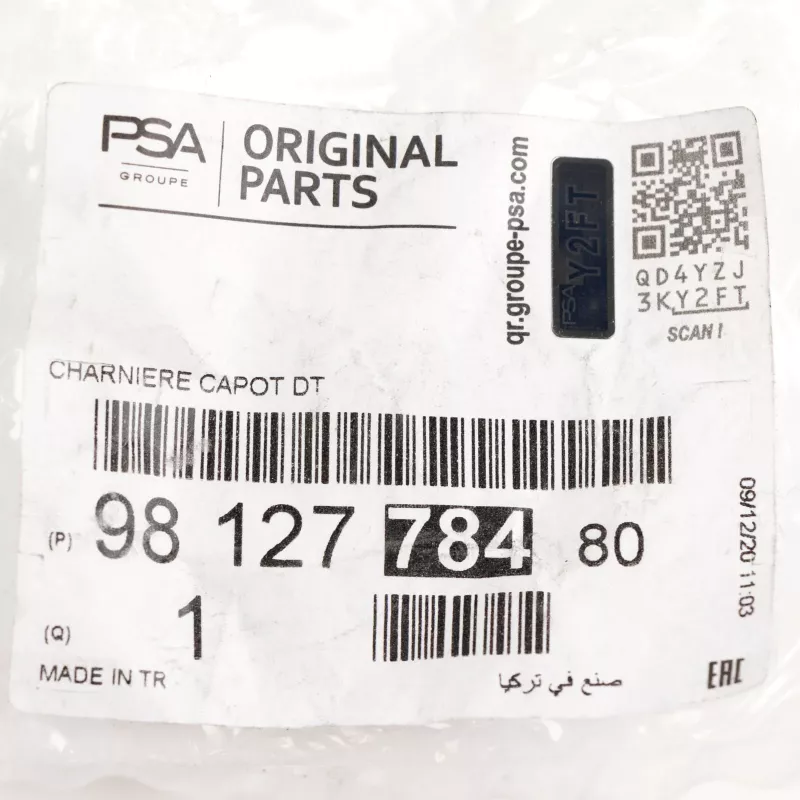 PSA
GROUPE
ORIGINAL
PARTS
qr.groupe-psa.com
PSA Y2FT
QD4YZJ
3KY2FT
SCAN!
CHARNIERE CAPOT DT
(P) 98 127 784 80
09/12/20 11:03
(Q) 1
MADE IN TR
صنع في تركيا
EAC